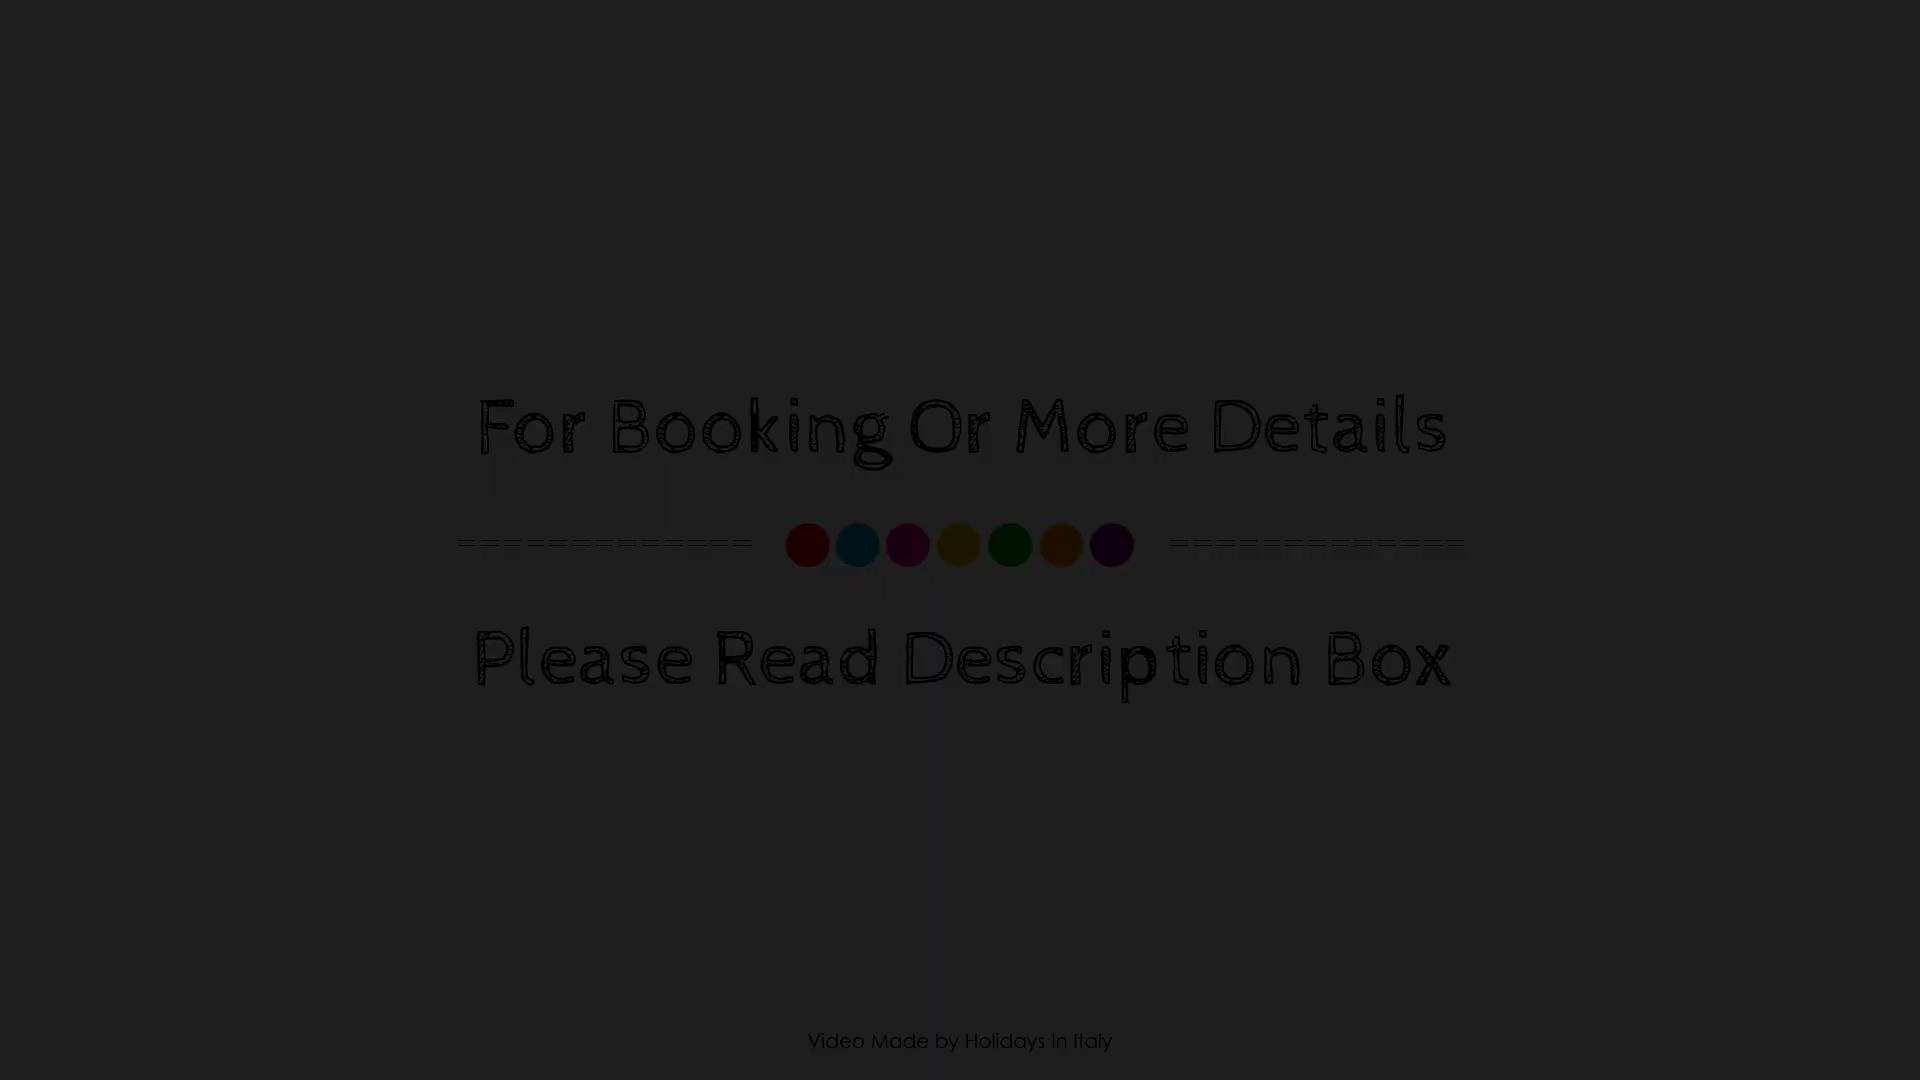 For Booking Or More Details
============= =============
Please Read Description Box
Video Made by Holidays In Italy